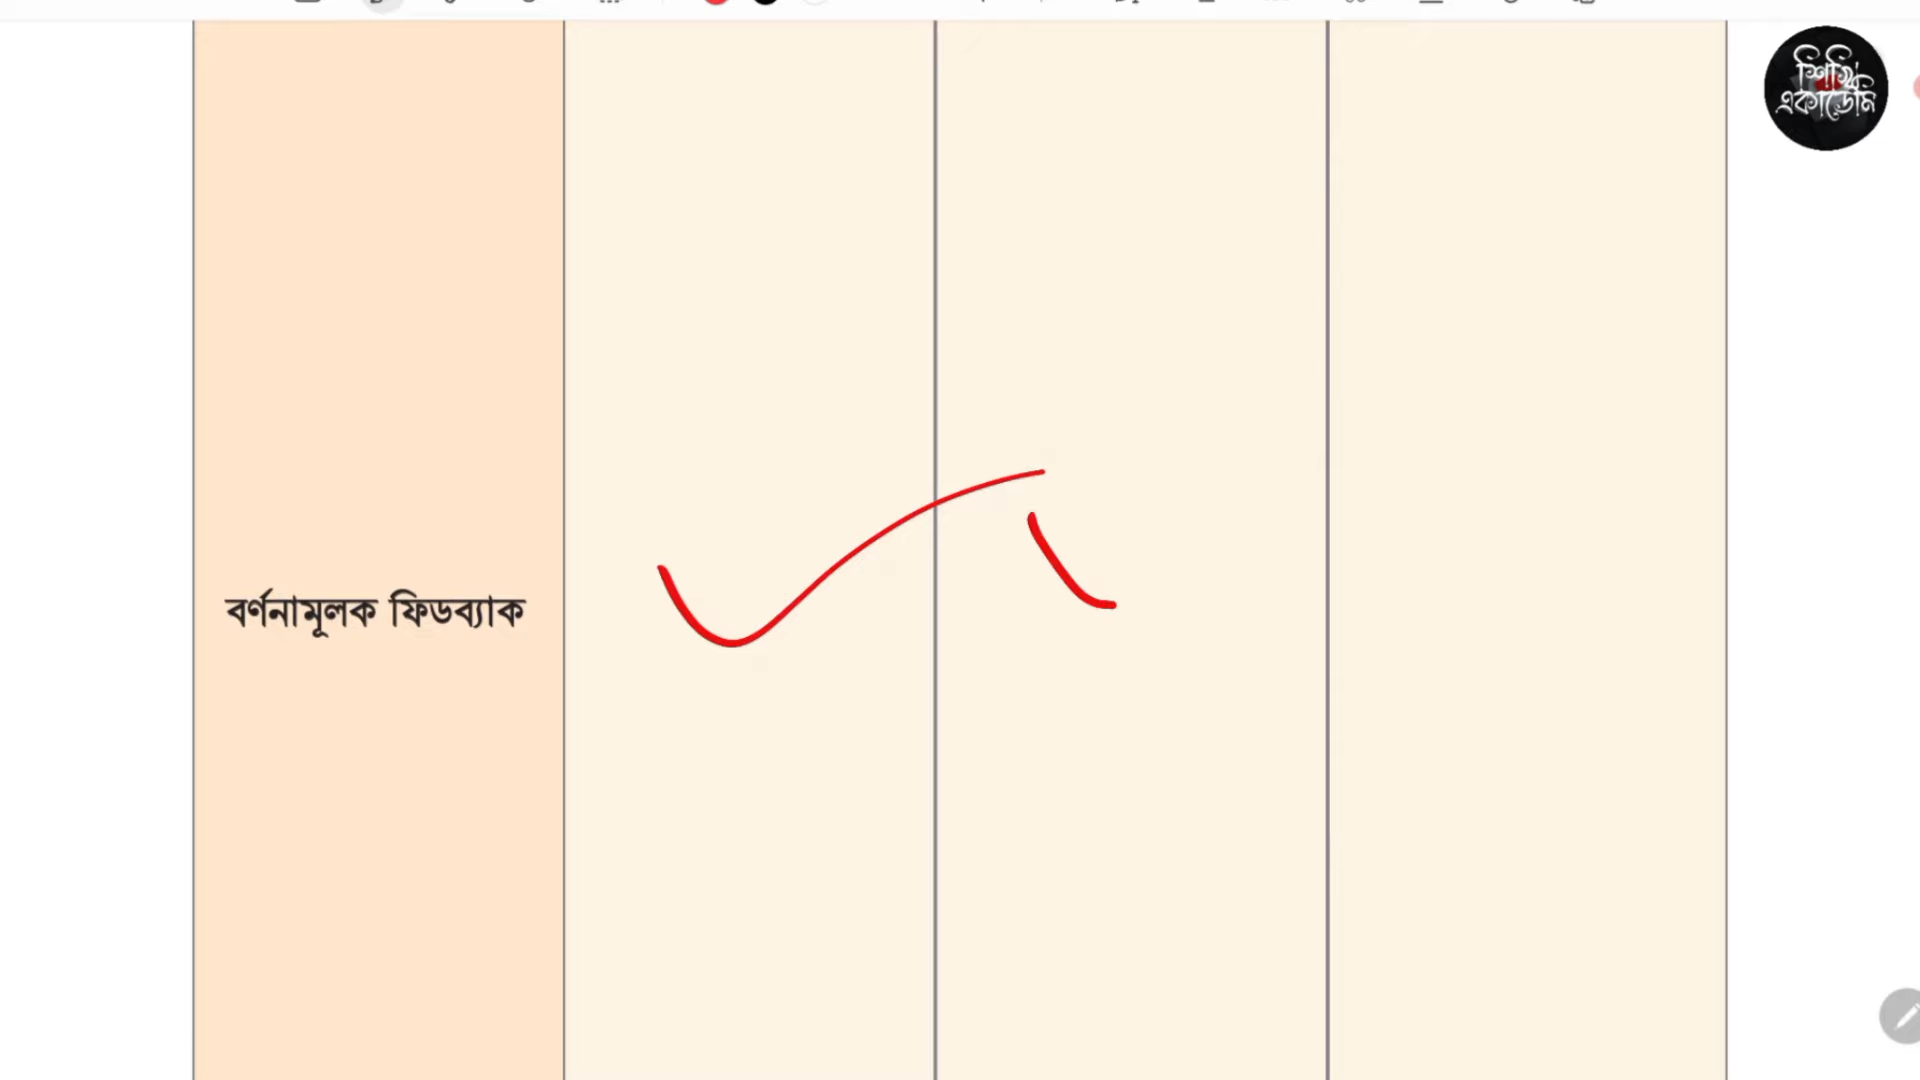 শিখি
একাডেমি
বর্ণনামূলক ফিডব্যাক